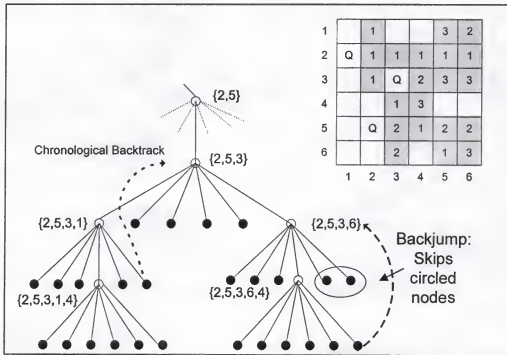 1 1 3 2
2 Q 1 1 1 1 1
3 1 Q 2 3 3
4 1 3
5 Q 2 1 2 2
6 2 1 3
1 2 3 4 5 6
{2,5}
Chronological Backtrack
{2,5,3}
{2,5,3,1}
{2,5,3,6}
Backjump:
Skips
circled
nodes
{2,5,3,1,4}
{2,5,3,6,4}